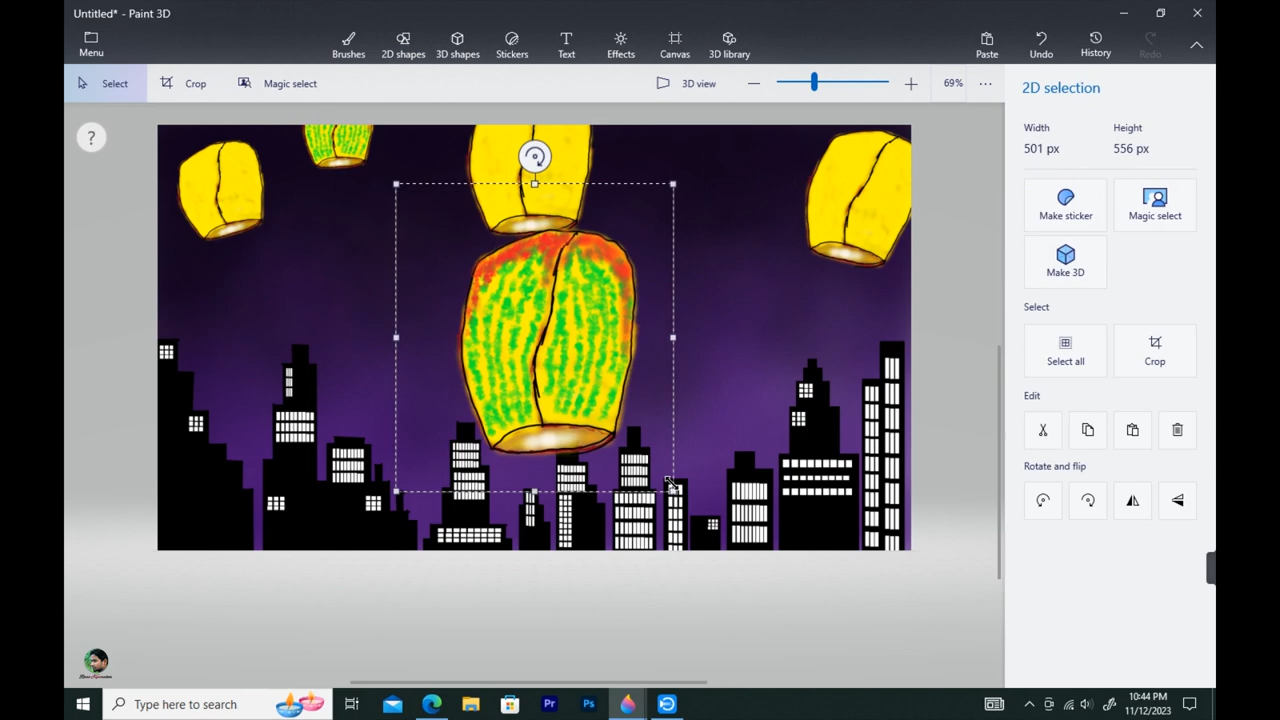 Untitled* - Paint 3D
Menu
Brushes 2D shapes 3D shapes Stickers Text Effects Canvas 3D library Paste Undo History Redo
Select Crop Magic select 3D view 69%
2D selection
?
Width Height
501 px 556 px
Make sticker Magic select
Make 3D
Select
Select all Crop
Edit
Rotate and flip
Type here to search
Pr Ps
10:44 PM
11/12/2023